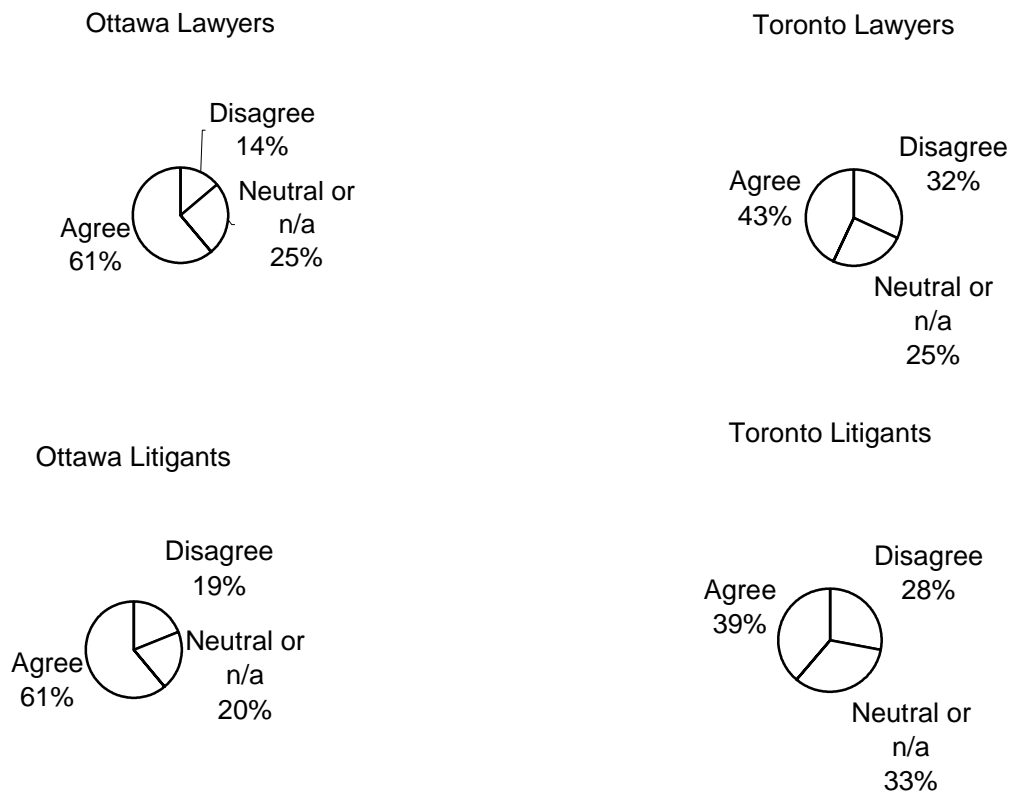 Ottawa Lawyers
Disagree
14%
Neutral or
n/a
25%
Agree
61%
Toronto Lawyers
Disagree
32%
Agree
43%
Neutral or
n/a
25%
Ottawa Litigants
Disagree
19%
Neutral or
n/a
20%
Agree
61%
Toronto Litigants
Disagree
28%
Agree
39%
Neutral or
n/a
33%